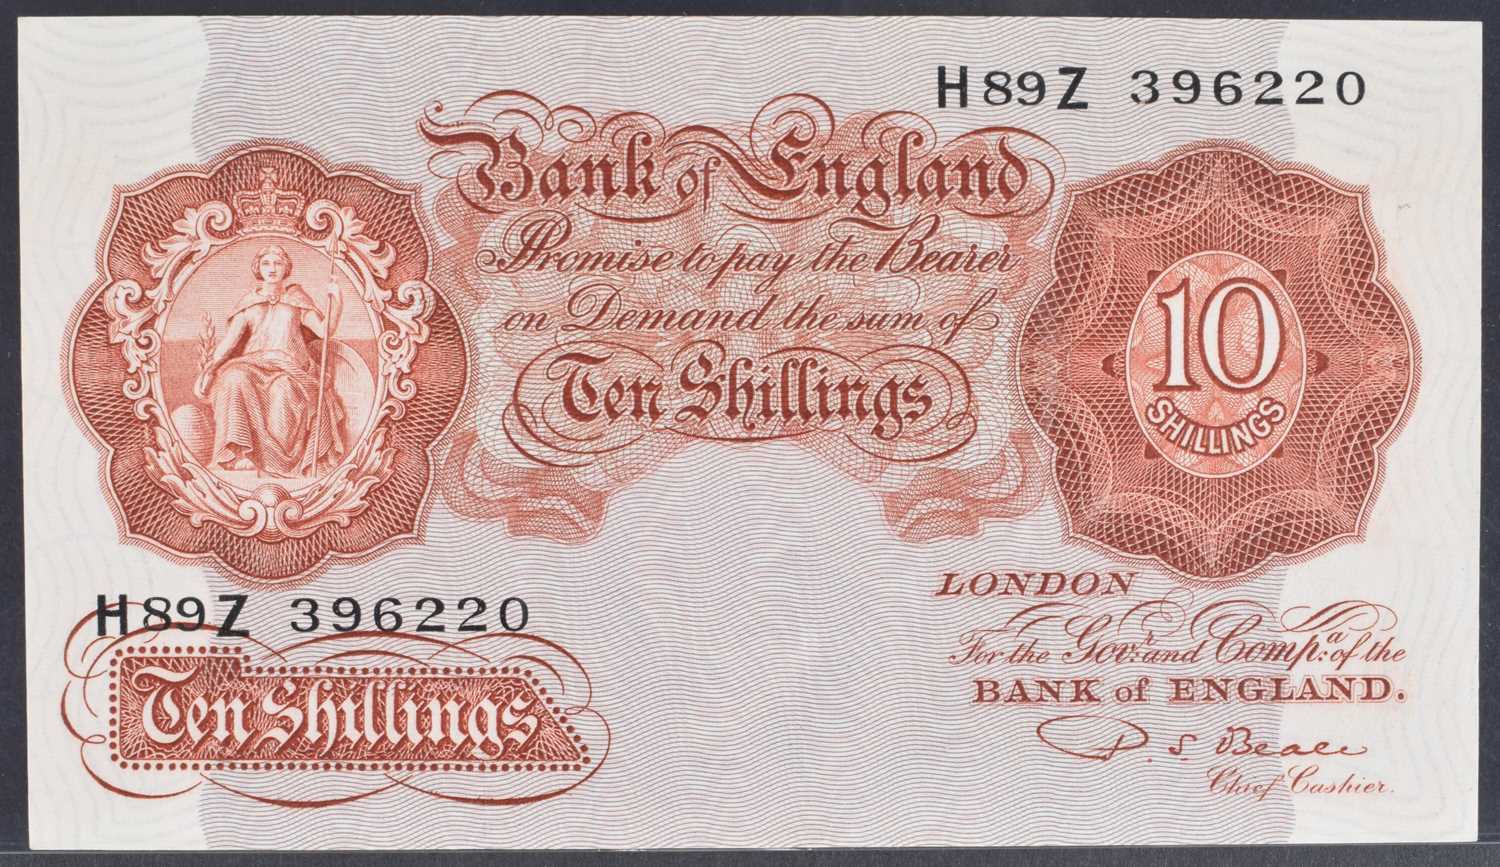 H89Z 396220
Bank of England
Promise to pay the Bearer
on Demand the sum of
Ten Shillings
10
SHILLINGS
H89Z 396220
Ten Shillings
LONDON
For the Govr. and Compa. of the
BANK of ENGLAND.
P. S. Beale
Chief Cashier.